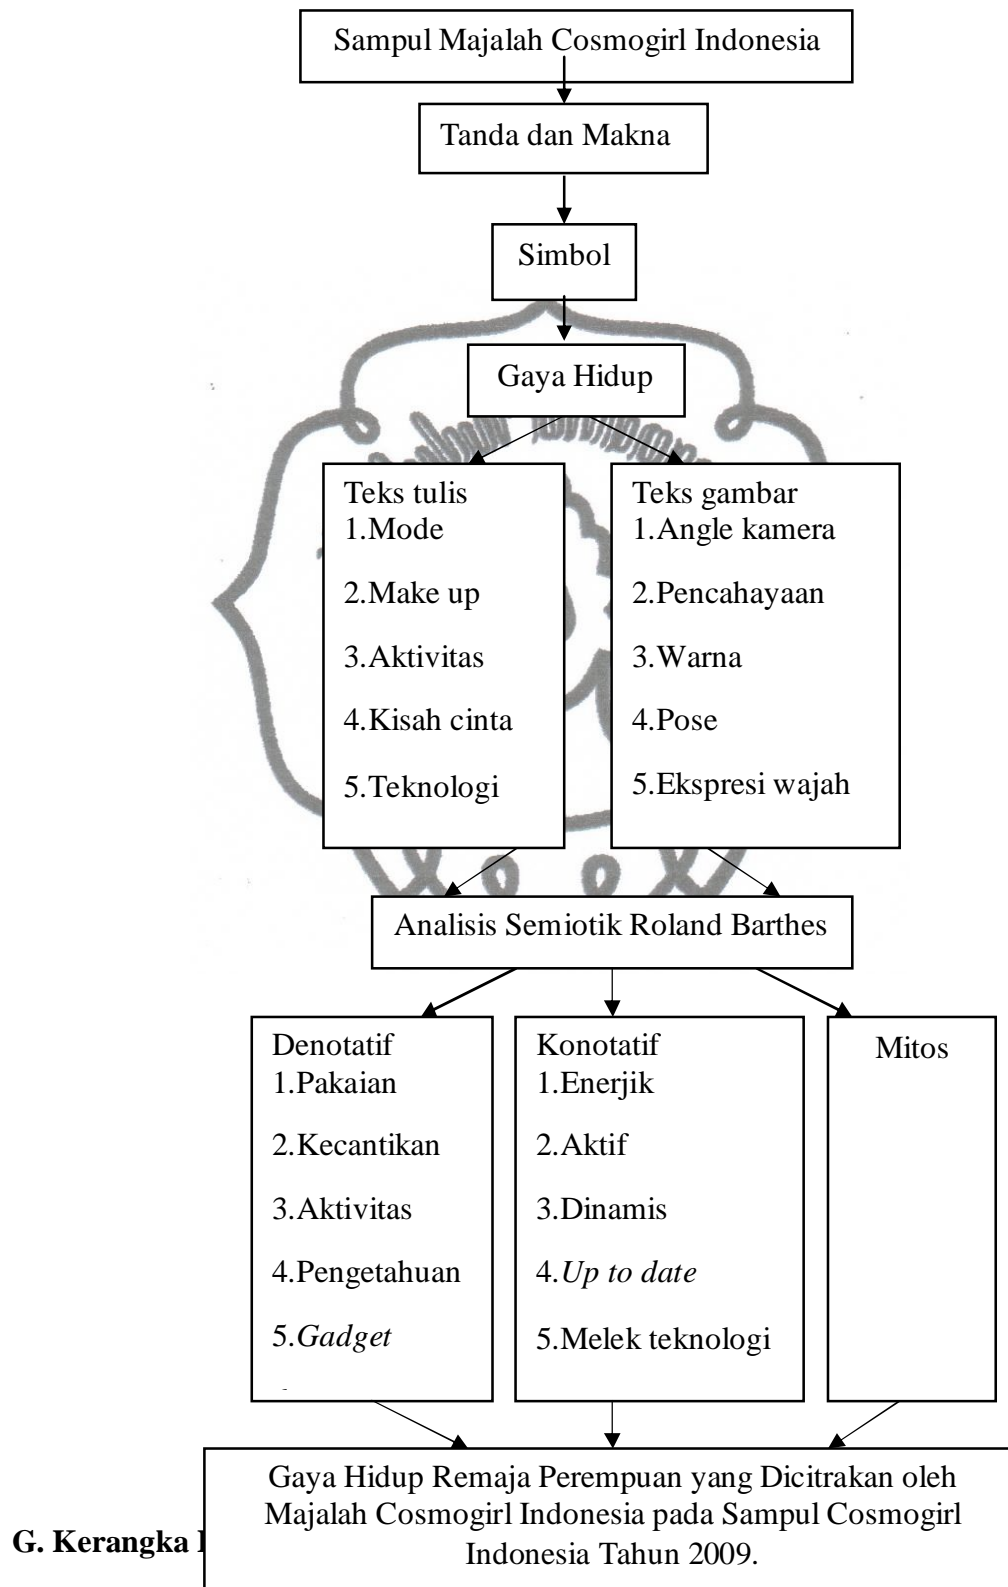 Sampul Majalah Cosmogirl Indonesia
Tanda dan Makna
Simbol
Gaya Hidup
Teks tulis
1.Mode
2.Make up
3.Aktivitas
4.Kisah cinta
5.Teknologi
Teks gambar
1.Angle kamera
2.Pencahayaan
3.Warna
4.Pose
5.Ekspresi wajah
Analisis Semiotik Roland Barthes
Denotatif
1.Pakaian
2.Kecantikan
3.Aktivitas
4.Pengetahuan
5.Gadget
Konotatif
1.Enerjik
2.Aktif
3.Dinamis
4.Up to date
5.Melek teknologi
Mitos
Gaya Hidup Remaja Perempuan yang Dicitrakan oleh
Majalah Cosmogirl Indonesia pada Sampul Cosmogirl
Indonesia Tahun 2009.
G. Kerangka